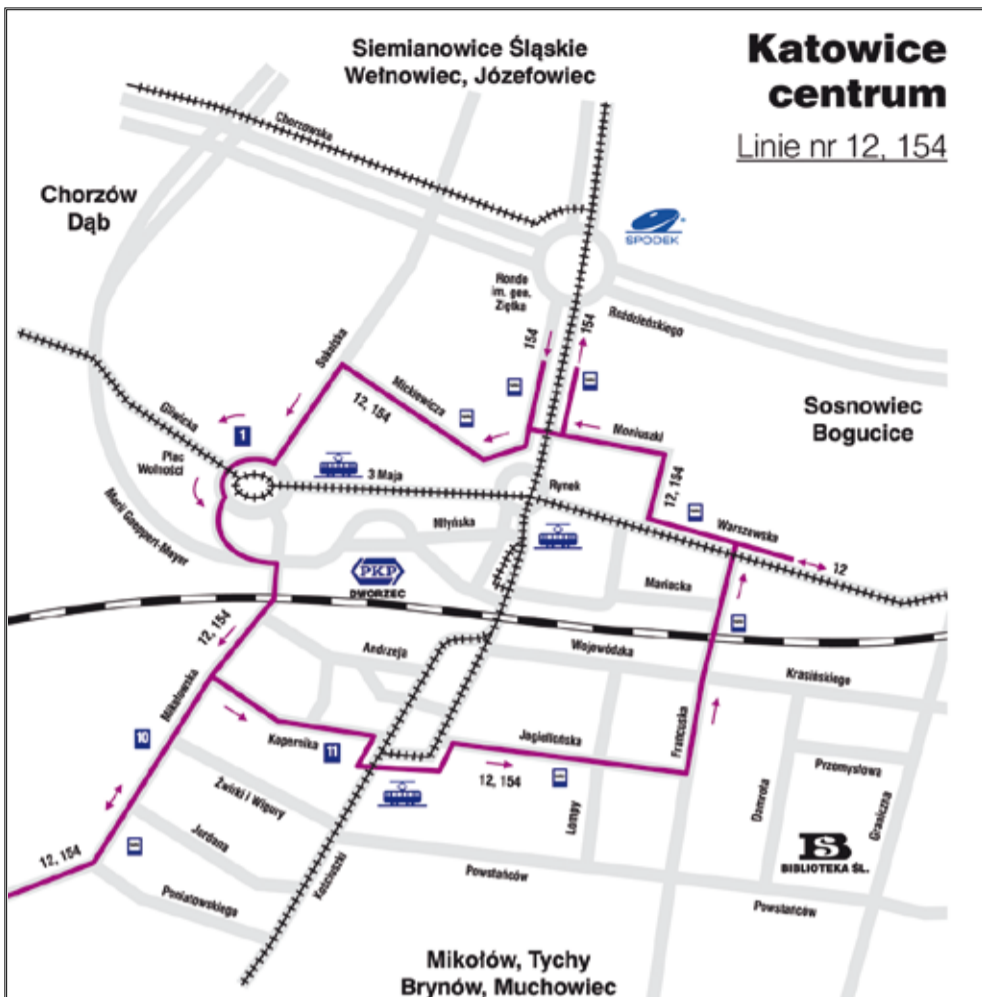 Siemianowice Śląskie
Wełnowiec, Józefowiec
Katowice
centrum
Linie nr 12, 154
Chorzowska
Chorzów
Dąb
SPODEK
Rondo
im. gen.
Ziętka
Roździeńskiego
154
154
Sokolska
Mickiewicza
12, 154
Sosnowiec
Bogucice
Moniuszki
Gliwicka
1
Plac
Wolności
3 Maja
Rynek
12, 154
Warszawska
12
Młyńska
Marii Goeppert-Mayer
PKP
DWORZEC
Mariacka
12, 154
Andrzeja
Wojewódzka
Krasińskiego
Mikołowska
10
Kopernika
11
Jagiellońska
12, 154
Francuska
Przemysłowa
Żwirki i Wigury
Lompy
Damrota
Graniczna
Jordana
12, 154
Kościuszki
BS
BIBLIOTEKA ŚL.
Powstańców
Powstańców
Poniatowskiego
Mikołów, Tychy
Brynów, Muchowiec